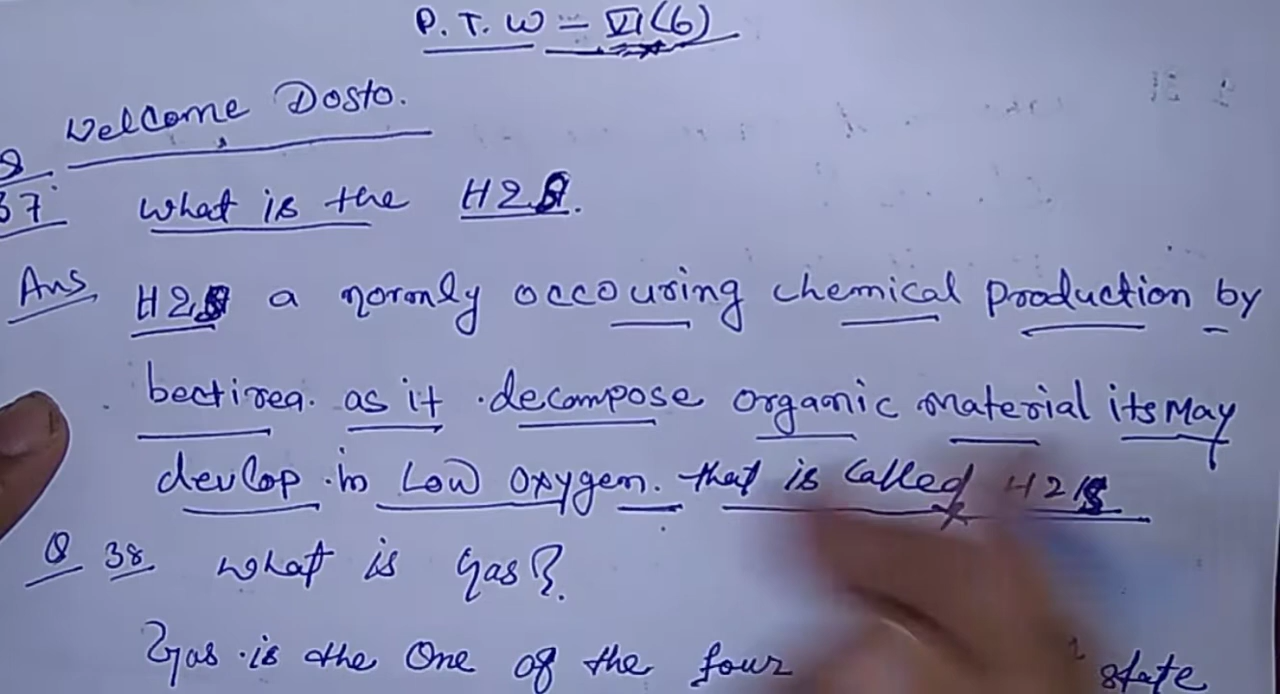 P. T. W = VI(6)
Welcome Dosto.
Q
37. What is the H2S.
Ans H2S a normly occouring chemical production by
bectirea. as it decompose organic material its may
devlop in Low oxygen. that is called H2S
Q 38 What is gas?
gas is the one of the four state